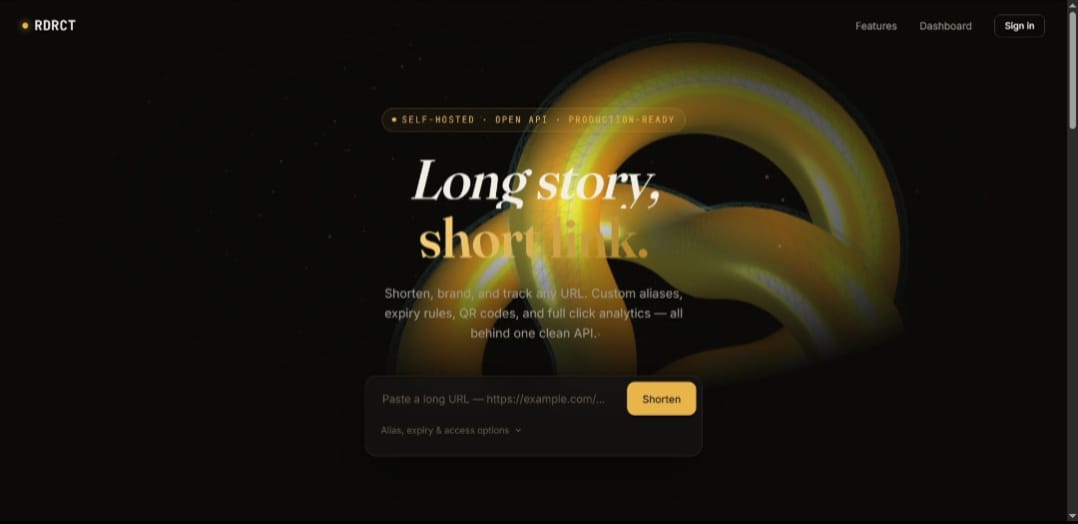 RDRCT
Features
Dashboard
Sign in
SELF-HOSTED · OPEN API · PRODUCTION-READY
Long story,
short link.
Shorten, brand, and track any URL. Custom aliases,
expiry rules, QR codes, and full click analytics — all
behind one clean API.
Paste a long URL — https://example.com/...
Shorten
Alias, expiry & access options